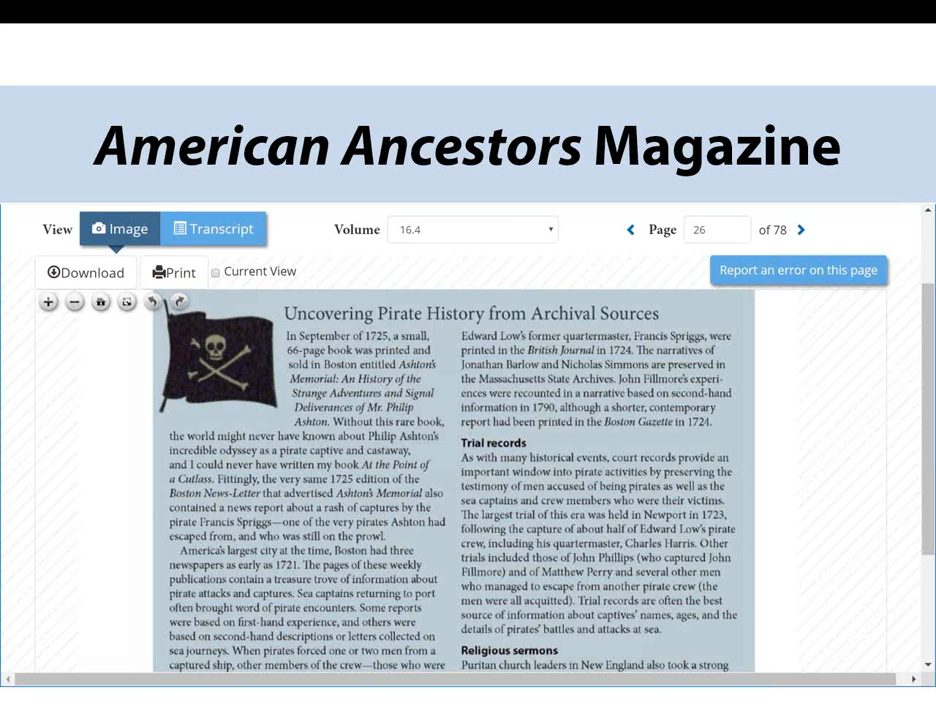 American Ancestors Magazine
View Image Transcript Volume 16.4 Page 26 of 78
Download Print Current View Report an error on this page
Uncovering Pirate History from Archival Sources
In September of 1725, a small,
66-page book was printed and
sold in Boston entitled Ashton's
Memorial: An History of the
Strange Adventures and Signal
Deliverances of Mr. Philip
Ashton. Without this rare book,
the world might never have known about Philip Ashton's
incredible odyssey as a pirate captive and castaway,
and I could never have written my book At the Point of
a Cutlass. Fittingly, the very same 1725 edition of the
Boston News-Letter that advertised Ashton's Memorial also
contained a news report about a rash of captures by the
pirate Francis Spriggs—one of the very pirates Ashton had
escaped from, and who was still on the prowl.
America's largest city at the time, Boston had three
newspapers as early as 1721. The pages of these weekly
publications contain a treasure trove of information about
pirate attacks and captures. Sea captains returning to port
often brought word of pirate encounters. Some reports
were based on first-hand experience, and others were
based on second-hand descriptions or letters collected on
sea journeys. When pirates forced one or two men from a
captured ship, other members of the crew—those who were
Edward Low's former quartermaster, Francis Spriggs, were
printed in the British Journal in 1724. The narratives of
Jonathan Barlow and Nicholas Simmons are preserved in
the Massachusetts State Archives. John Fillmore's experi-
ences were recounted in a narrative based on second-hand
information in 1790, although a shorter, contemporary
report had been printed in the Boston Gazette in 1724.
Trial records
As with many historical events, court records provide an
important window into pirate activities by preserving the
testimony of men accused of being pirates as well as the
sea captains and crew members who were their victims.
The largest trial of this era was held in Newport in 1723,
following the capture of about half of Edward Low's pirate
crew, including his quartermaster, Charles Harris. Other
trials included those of John Phillips (who captured John
Fillmore) and of Matthew Perry and several other men
who managed to escape from another pirate crew (the
men were all acquitted). Trial records are often the best
source of information about captives' names, ages, and the
details of pirates' battles and attacks at sea.
Religious sermons
Puritan church leaders in New England also took a strong